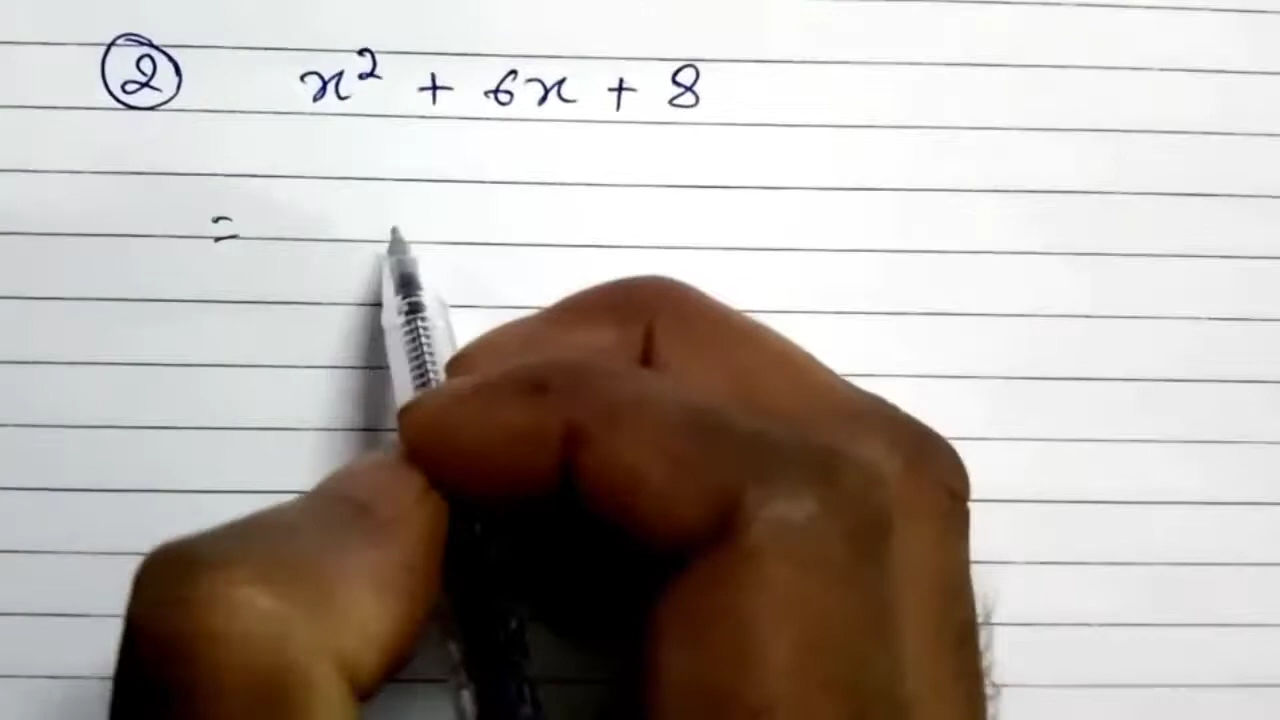 ② x² + 6x + 8
=